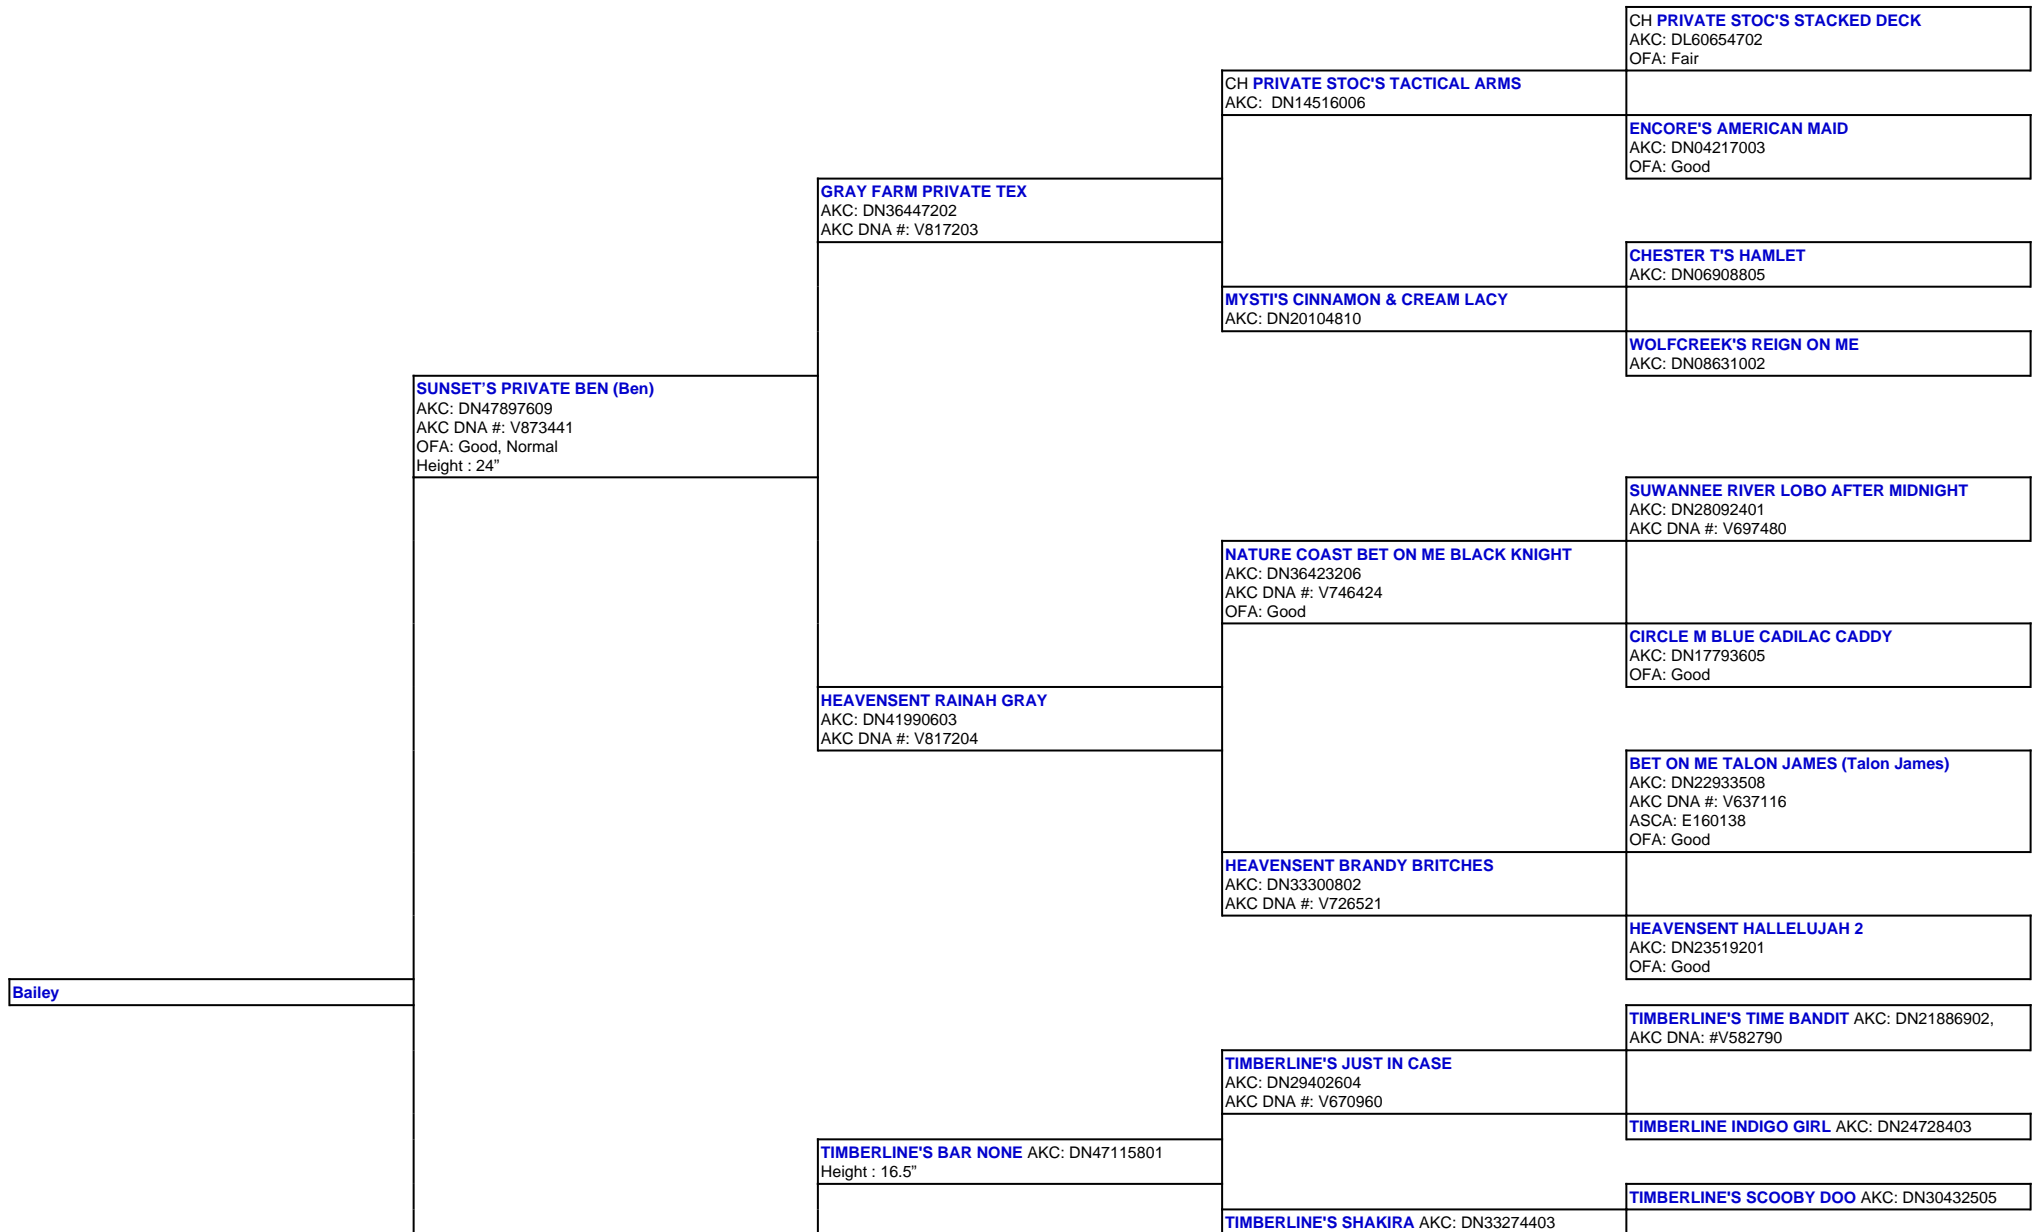 CH PRIVATE STOC'S STACKED DECK
AKC: DL60654702
OFA: Fair
CH PRIVATE STOC'S TACTICAL ARMS
AKC:  DN14516006
ENCORE'S AMERICAN MAID
AKC: DN04217003
OFA: Good
GRAY FARM PRIVATE TEX
AKC: DN36447202
AKC DNA #: V817203
CHESTER T'S HAMLET
AKC: DN06908805
MYSTI'S CINNAMON & CREAM LACY
AKC: DN20104810
WOLFCREEK'S REIGN ON ME
AKC: DN08631002
SUNSET’S PRIVATE BEN (Ben)
AKC: DN47897609
AKC DNA #: V873441
OFA: Good, Normal
Height : 24”
SUWANNEE RIVER LOBO AFTER MIDNIGHT
AKC: DN28092401
AKC DNA #: V697480
NATURE COAST BET ON ME BLACK KNIGHT
AKC: DN36423206
AKC DNA #: V746424
OFA: Good
CIRCLE M BLUE CADILAC CADDY
AKC: DN17793605
OFA: Good
HEAVENSENT RAINAH GRAY
AKC: DN41990603
AKC DNA #: V817204
BET ON ME TALON JAMES (Talon James)
AKC: DN22933508
AKC DNA #: V637116
ASCA: E160138
OFA: Good
HEAVENSENT BRANDY BRITCHES
AKC: DN33300802
AKC DNA #: V726521
HEAVENSENT HALLELUJAH 2
AKC: DN23519201
OFA: Good
Bailey
TIMBERLINE'S TIME BANDIT AKC: DN21886902,
AKC DNA: #V582790
TIMBERLINE'S JUST IN CASE
AKC: DN29402604
AKC DNA #: V670960
TIMBERLINE INDIGO GIRL AKC: DN24728403
TIMBERLINE'S BAR NONE AKC: DN47115801
Height : 16.5”
TIMBERLINE'S SCOOBY DOO AKC: DN30432505
TIMBERLINE'S SHAKIRA AKC: DN33274403